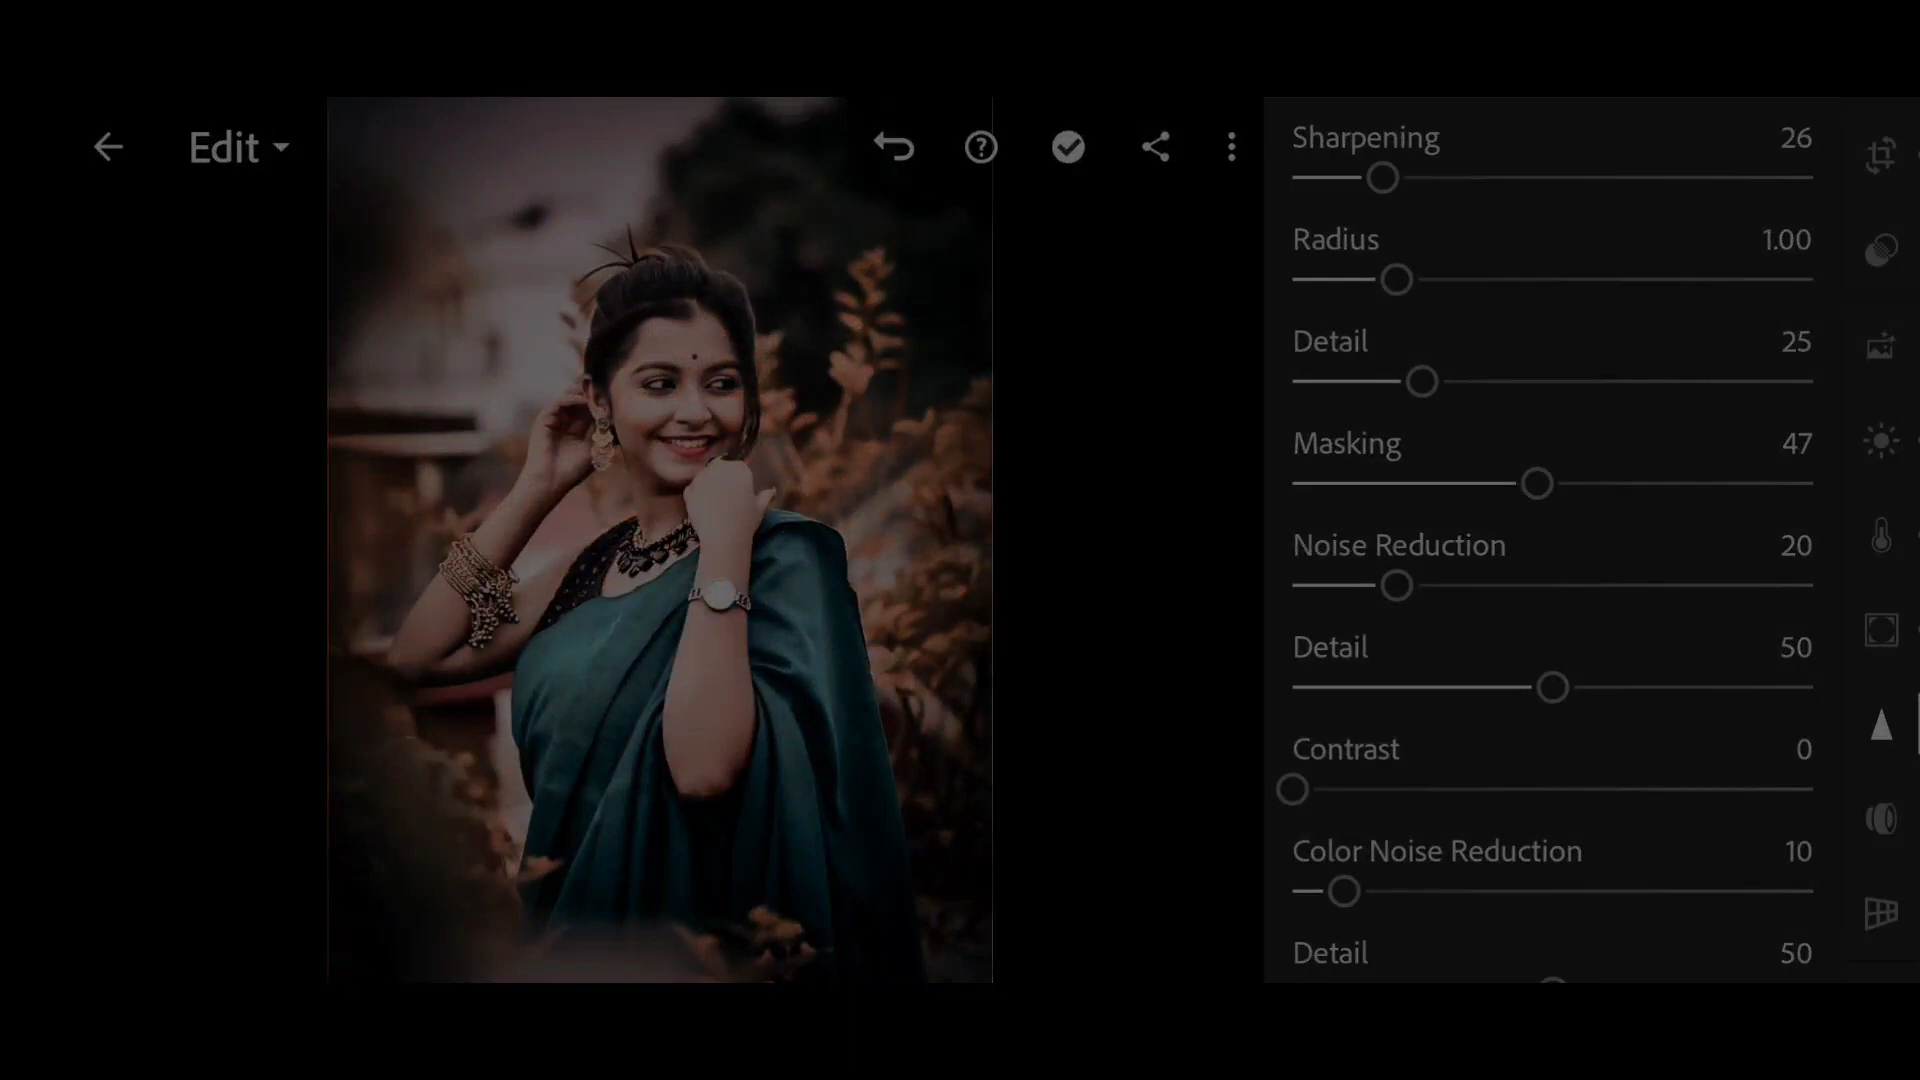 Edit
Sharpening 26
Radius 1.00
Detail 25
Masking 47
Noise Reduction 20
Detail 50
Contrast 0
Color Noise Reduction 10
Detail 50